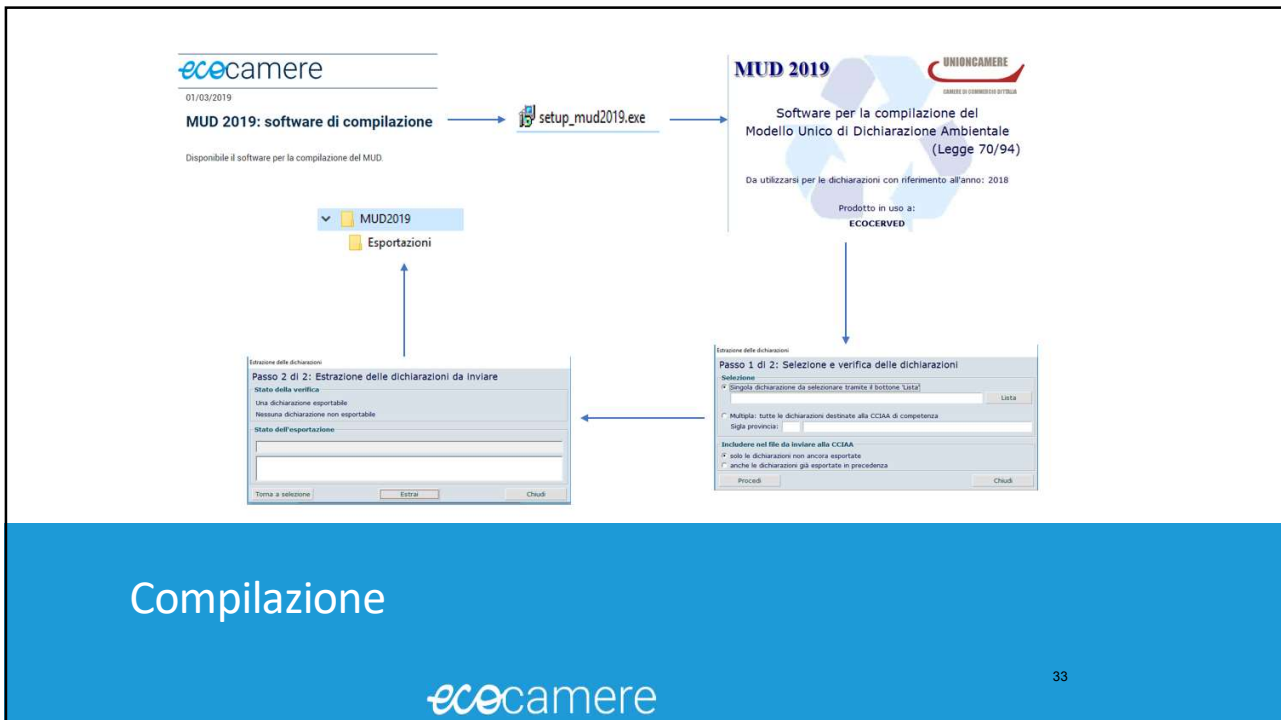 ecocamere
01/03/2019
MUD 2019: software di compilazione
Disponibile il software per la compilazione del MUD.
setup_mud2019.exe
MUD 2019
UNIONCAMERE
CAMERE DI COMMERCIO D'ITALIA
Software per la compilazione del
Modello Unico di Dichiarazione Ambientale
(Legge 70/94)
Da utilizzarsi per le dichiarazioni con riferimento all'anno: 2018
Prodotto in uso a:
ECOCERVED
MUD2019
Esportazioni
Estrazione delle dichiarazioni
Passo 2 di 2: Estrazione delle dichiarazioni da inviare
Stato della verifica
Una dichiarazione esportabile
Nessuna dichiarazione non esportabile
Stato dell'esportazione
Torna a selezione
Estrai
Chiudi
Estrazione delle dichiarazioni
Passo 1 di 2: Selezione e verifica delle dichiarazioni
Selezione
Singola dichiarazione da selezionare tramite il bottone 'Lista'
Lista
Multipla: tutte le dichiarazioni destinate alla CCIAA di competenza
Sigla provincia:
Includere nel file da inviare alla CCIAA
solo le dichiarazioni non ancora esportate
anche le dichiarazioni già esportate in precedenza
Procedi
Chiudi
Compilazione
ecocamere
33